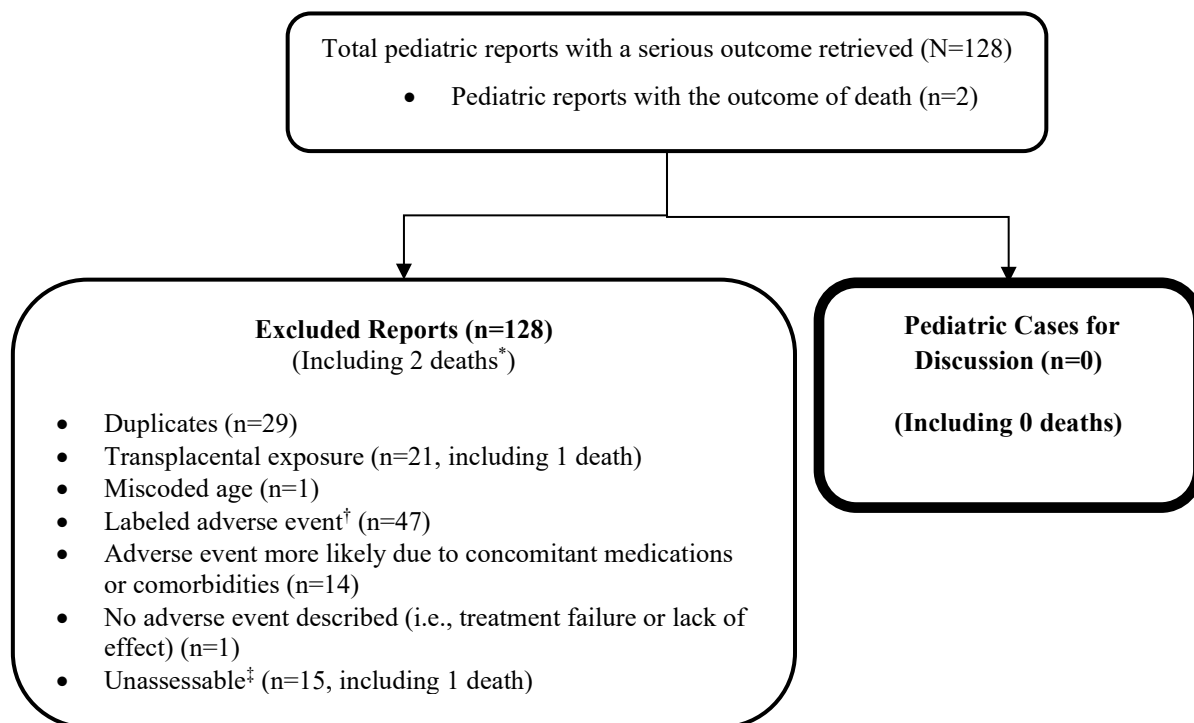 Total pediatric reports with a serious outcome retrieved (N=128)
• Pediatric reports with the outcome of death (n=2)
Excluded Reports (n=128)
(Including 2 deaths*)
• Duplicates (n=29)
• Transplacental exposure (n=21, including 1 death)
• Miscoded age (n=1)
• Labeled adverse event† (n=47)
• Adverse event more likely due to concomitant medications
or comorbidities (n=14)
• No adverse event described (i.e., treatment failure or lack of
effect) (n=1)
• Unassessable‡ (n=15, including 1 death)
Pediatric Cases for
Discussion (n=0)
(Including 0 deaths)